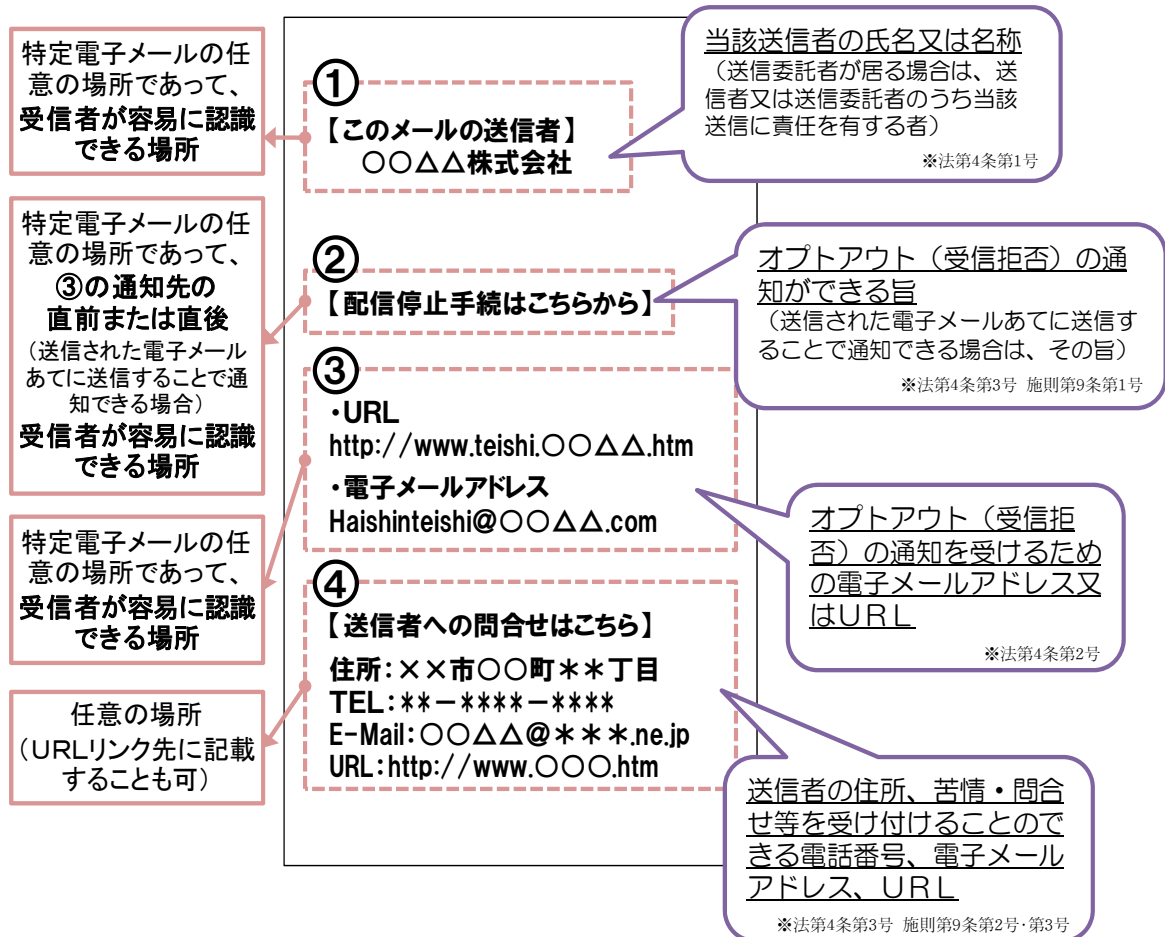 特定電子メールの任
意の場所であって、
受信者が容易に認識
できる場所
①
【このメールの送信者】
〇〇△△株式会社
当該送信者の氏名又は名称
（送信委託者が居る場合は、送
信者又は送信委託者のうち当該
送信に責任を有する者）
※法第4条第1号
特定電子メールの任
意の場所であって、
③の通知先の
直前または直後
（送信された電子メール
あてに送信することで通
知できる場合）
受信者が容易に認識
できる場所
②
【配信停止手続はこちらから】
オプトアウト（受信拒否）の通
知ができる旨
（送信された電子メールあてに送信す
ることで通知できる場合は、その旨）
※法第4条第3号 施則第9条第1号
特定電子メールの任
意の場所であって、
受信者が容易に認識
できる場所
③
・URL
http://www.teishi.〇〇△△.htm
・電子メールアドレス
Haishinteishi@〇〇△△.com
オプトアウト（受信拒
否）の通知を受けるため
の電子メールアドレス又
はＵＲＬ
※法第4条第2号
任意の場所
（ＵＲＬリンク先に記載
することも可）
④
【送信者への問合せはこちら】
住所：××市〇〇町＊＊丁目
TEL：**－****－****
E-Mail：〇〇△△@＊＊＊.ne.jp
URL：http://www.〇〇〇.htm
送信者の住所、苦情・問合
せ等を受け付けることので
きる電話番号、電子メール
アドレス、ＵＲＬ
※法第4条第3号 施則第9条第2号･第3号